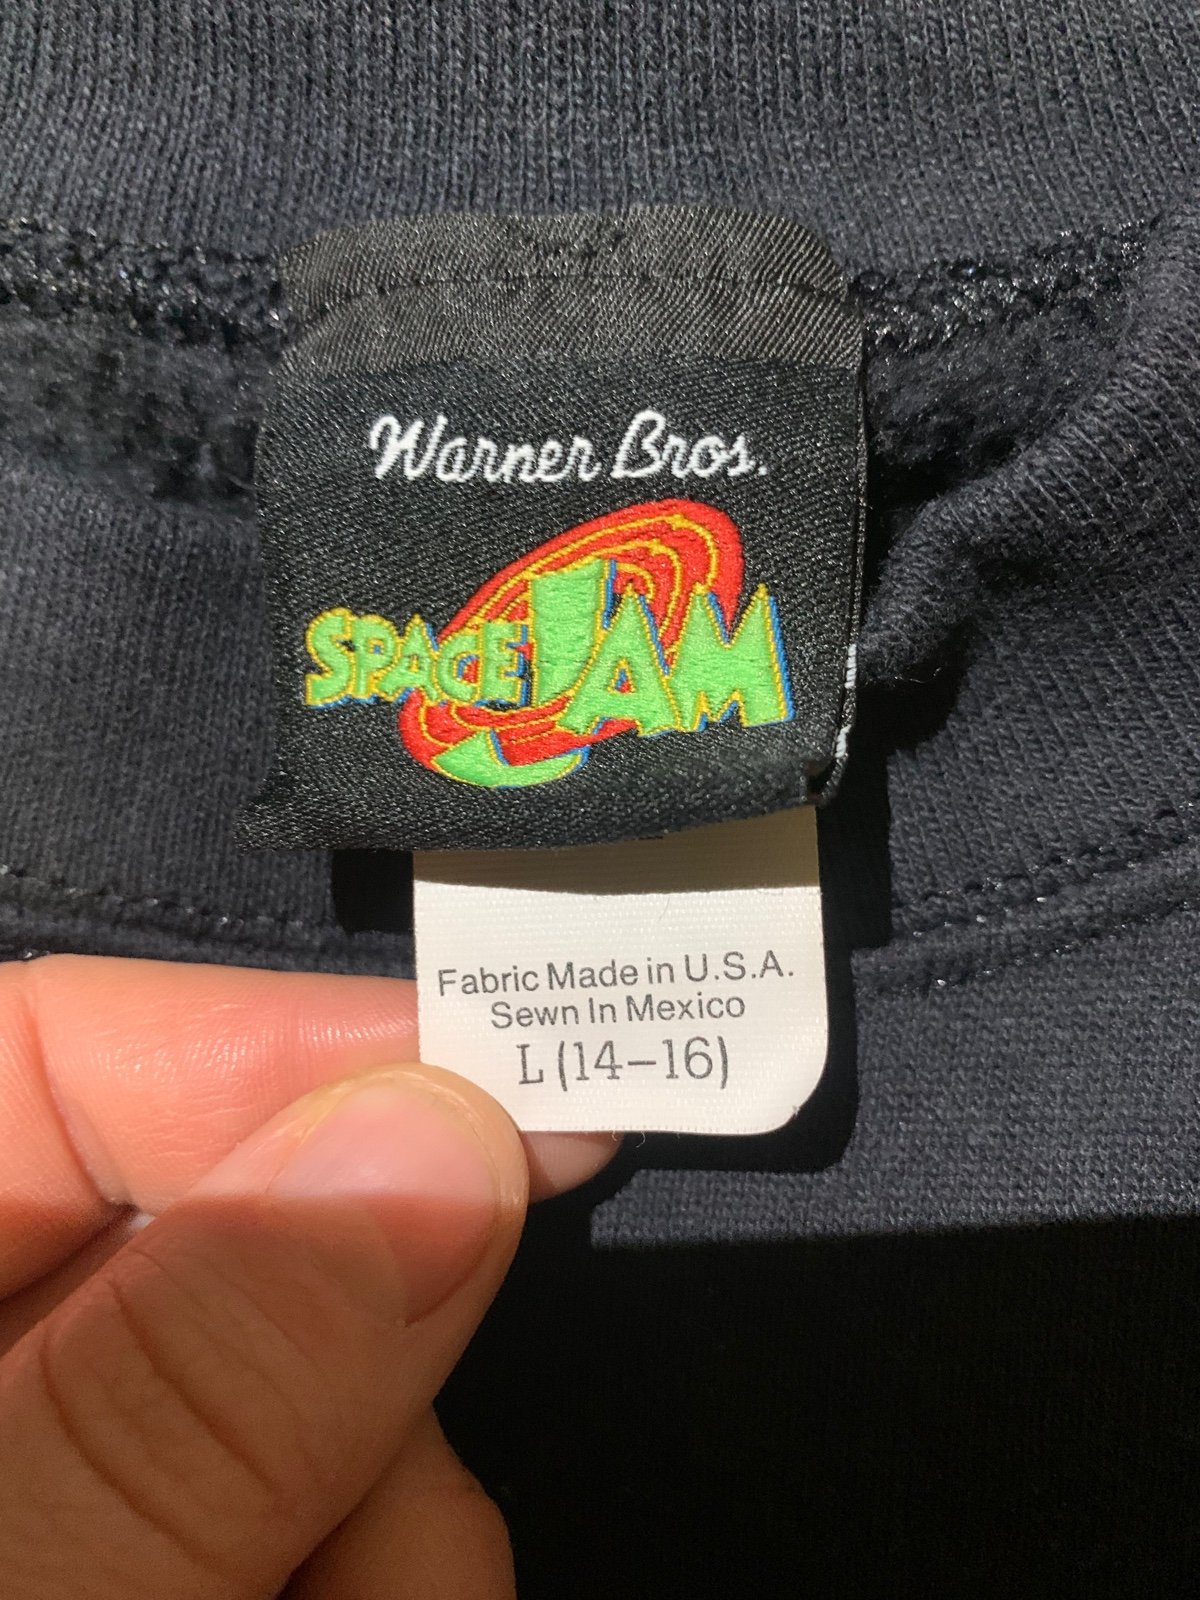 Warner Bros.
SPACE JAM
Fabric Made in U.S.A.
Sewn In Mexico
L (14-16)